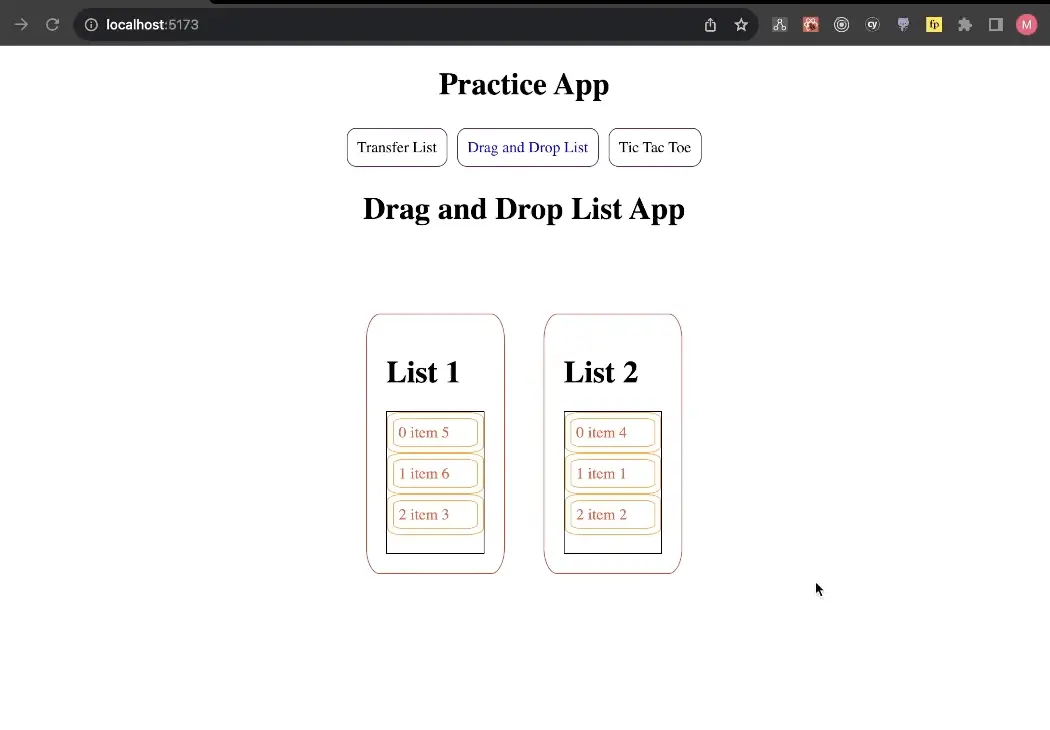 localhost:5173
cy
fp
M
Practice App
Transfer List
Drag and Drop List
Tic Tac Toe
Drag and Drop List App
List 1
0 item 5
1 item 6
2 item 3
List 2
0 item 4
1 item 1
2 item 2